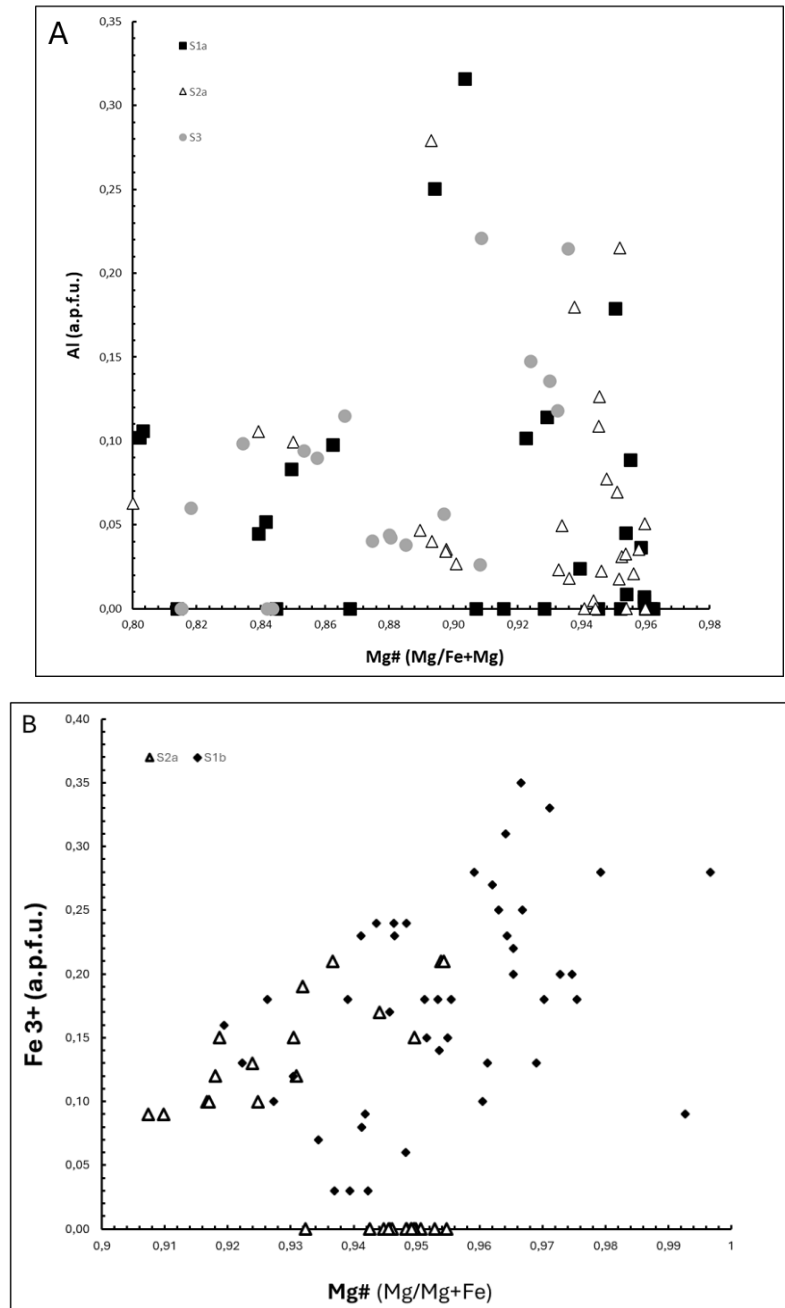 A
0,35
S1a
0,30
S2a
S3
0,25
0,20
Al (a.p.f.u.)
0,15
0,10
0,05
0,00
0,80 0,82 0,84 0,86 0,88 0,90 0,92 0,94 0,96 0,98
Mg# (Mg/Fe+Mg)
B
0,40
S2a S1b
0,35
0,30
0,25
Fe 3+ (a.p.f.u.)
0,20
0,15
0,10
0,05
0,00
0,9 0,91 0,92 0,93 0,94 0,95 0,96 0,97 0,98 0,99 1
Mg# (Mg/Mg+Fe)